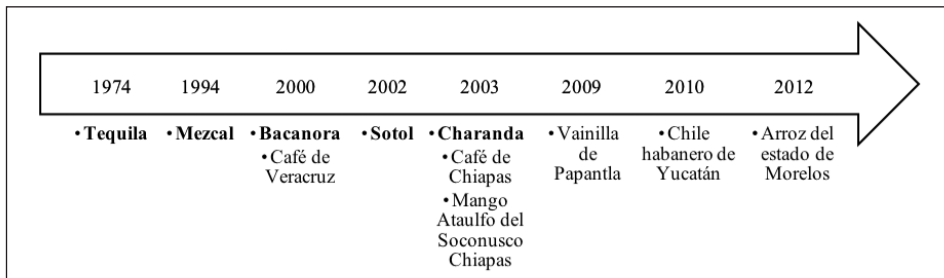 1974
1994
2000
2002
2003
2009
2010
2012
• Tequila
• Mezcal
• Bacanora
• Café de
Veracruz
• Sotol
• Charanda
• Café de
Chiapas
• Mango
Ataulfo del
Soconusco
Chiapas
• Vainilla
de
Papantla
• Chile
habanero de
Yucatán
• Arroz del
estado de
Morelos